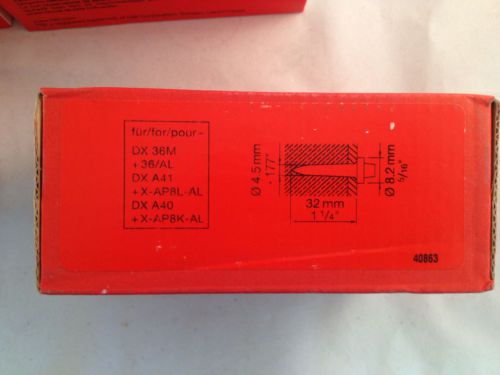 für/for/pour-
DX 36M
+36/AL
DX A41
+X-AP8L-AL
DX A40
+X-AP8K-AL
Ø 4.5 mm
.177"
32 mm
1 1/4"
Ø 8.2 mm
5/16"
40863